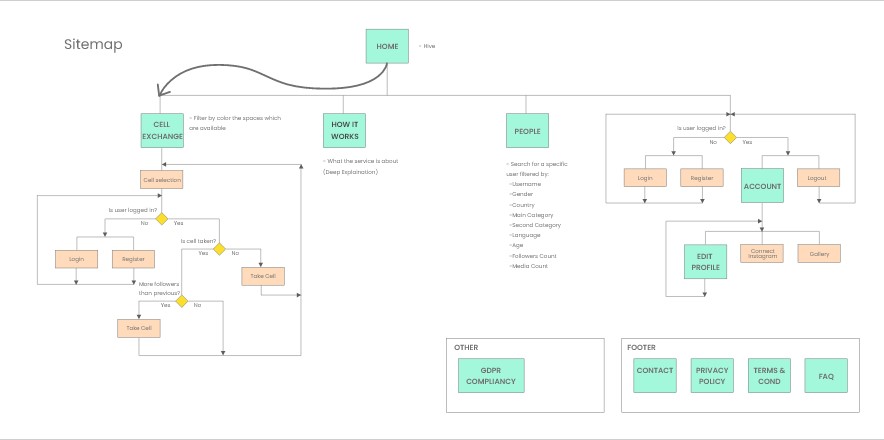 Sitemap
HOME
- Hive
CELL
EXCHANGE
- Filter by color the spaces which
are available
HOW IT
WORKS
- What the service is about
(Deep Explaination)
PEOPLE
- Search for a specific
user filtered by:
-Username
-Gender
-Country
-Main Category
-Second Category
-Language
-Age
-Followers Count
-Media Count
Is user logged in?
No
Yes
Login
Register
ACCOUNT
Logout
EDIT
PROFILE
Connect
Instagram
Gallery
Cell selection
Is user logged in?
No
Yes
Login
Register
Is cell taken?
Yes
No
Take Cell
More followers
than previous?
Yes
No
Take Cell
OTHER
GDPR
COMPLIANCY
FOOTER
CONTACT
PRIVACY
POLICY
TERMS &
COND
FAQ